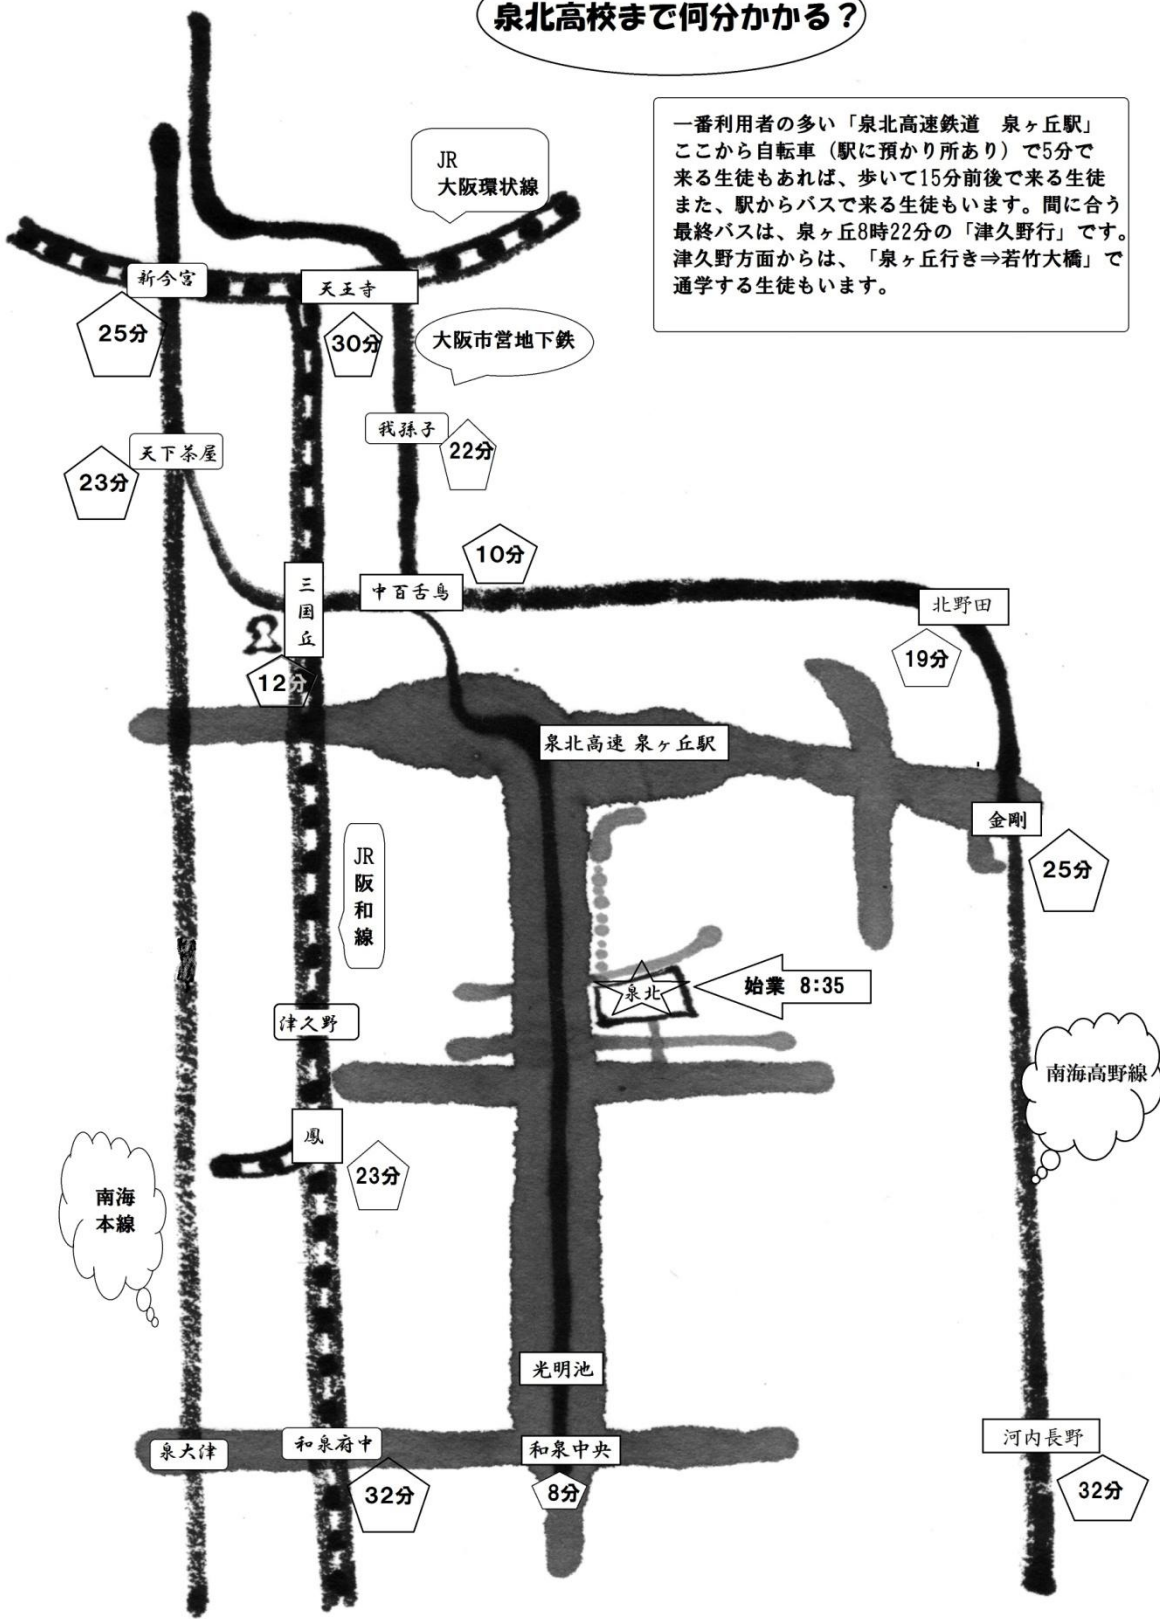 泉北高校まで何分かかる？
一番利用者の多い「泉北高速鉄道　泉ヶ丘駅」
ここから自転車（駅に預かり所あり）で5分で
来る生徒もあれば、歩いて15分前後で来る生徒
また、駅からバスで来る生徒もいます。間に合う
最終バスは、泉ヶ丘8時22分の「津久野行」です。
津久野方面からは、「泉ヶ丘行き⇒若竹大橋」で
通学する生徒もいます。
JR
大阪環状線
新今宮
天王寺
25分
30分
大阪市営地下鉄
我孫子
22分
天下茶屋
23分
10分
三国丘
中百舌鳥
北野田
19分
12分
泉北高速 泉ヶ丘駅
金剛
25分
JR阪和線
泉北
始業 8:35
津久野
南海高野線
鳳
23分
南海
本線
光明池
泉大津
和泉府中
和泉中央
河内長野
32分
8分
32分